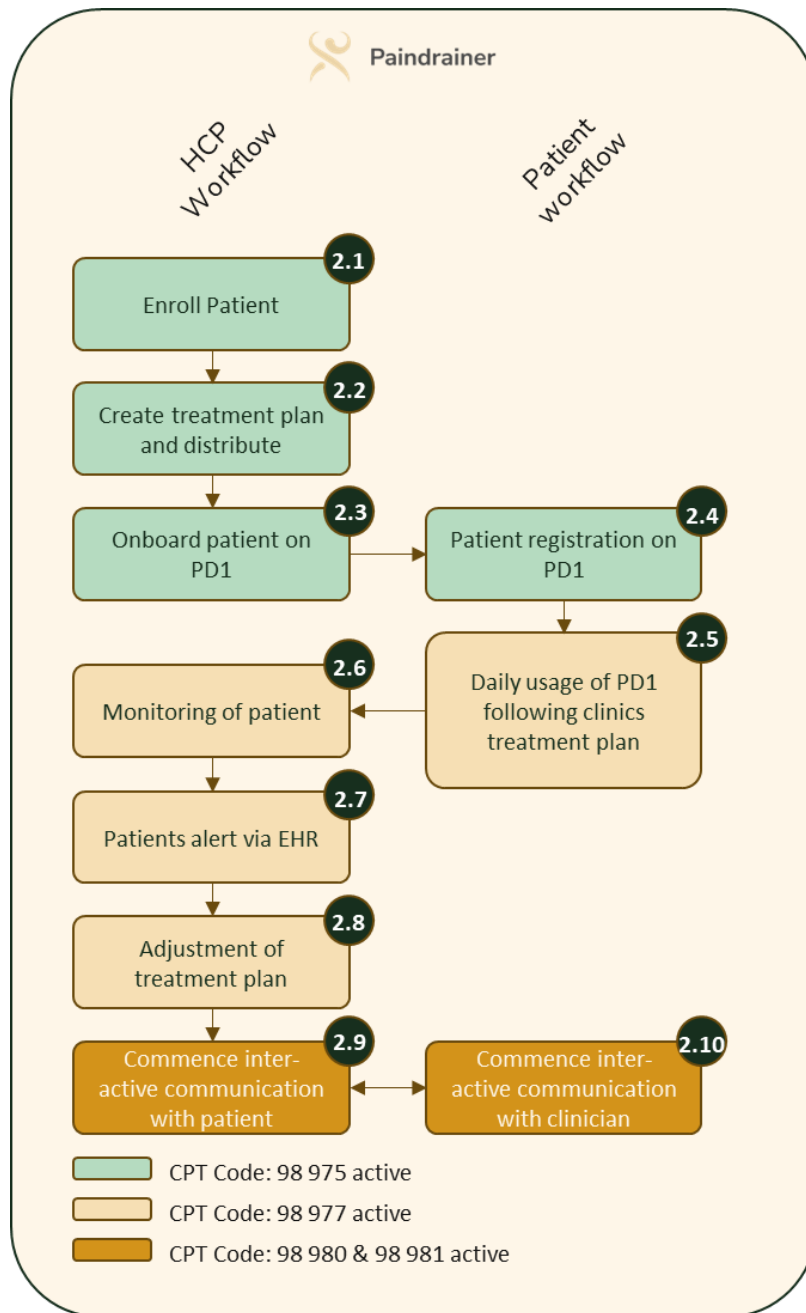 Paindrainer
HCP
Workflow
Patient
workflow
2.1
Enroll Patient
2.2
Create treatment plan
and distribute
2.3
Onboard patient on
PD1
2.4
Patient registration on
PD1
2.5
Daily usage of PD1
following clinics
treatment plan
2.6
Monitoring of patient
2.7
Patients alert via EHR
2.8
Adjustment of
treatment plan
2.9
Commence inter-
active communication
with patient
2.10
Commence inter-
active communication
with clinician
CPT Code: 98 975 active
CPT Code: 98 977 active
CPT Code: 98 980 & 98 981 active